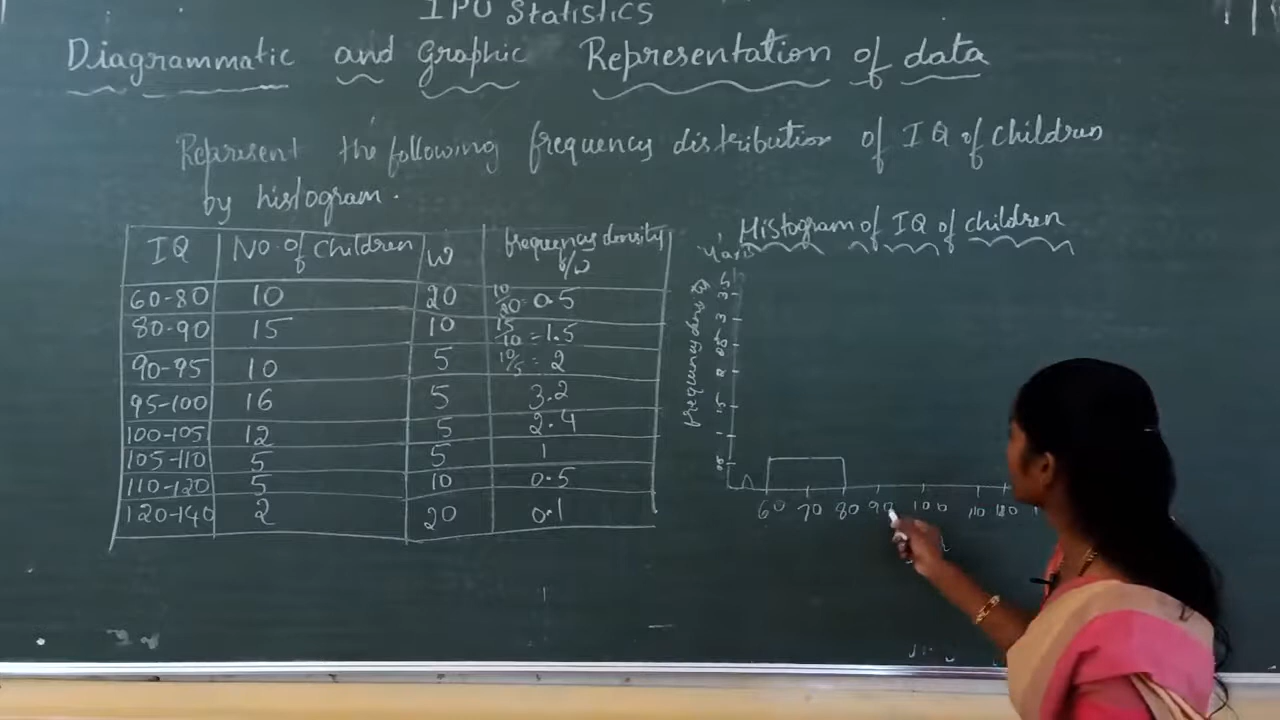 IPU Statistics
Diagrammatic and Graphic Representation of data
Represent the following frequency distribution of IQ of children
by histogram.
IQ No. of Children w frequency density f/w
60-80 10 20 10/20 = 0.5
80-90 15 10 15/10 = 1.5
90-95 10 5 10/5 = 2
95-100 16 5 3.2
100-105 12 5 2.4
105-110 5 5 1
110-120 5 10 0.5
120-140 2 20 0.1
Histogram of IQ of children
Y axis
frequency density
3.5
3
2
1.5
1
60 70 80 90 100 110